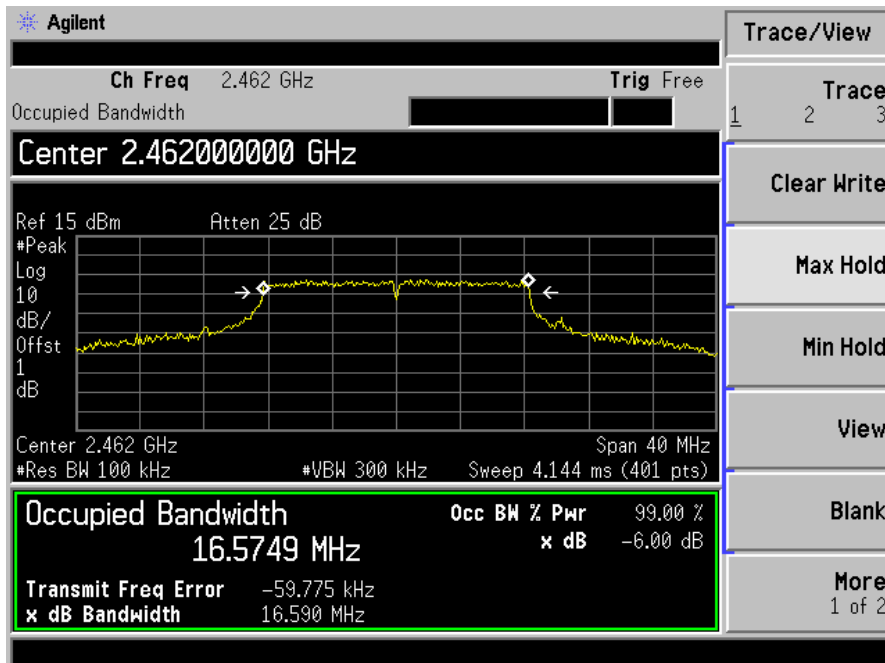 Agilent
Trace/View
Ch Freq 2.462 GHz Trig Free
Occupied Bandwidth
Trace
1 2 3
Center 2.462000000 GHz
Clear Write
Ref 15 dBm Atten 25 dB
#Peak
Log
10
dB/
Offst
1
dB
Max Hold
Min Hold
View
Center 2.462 GHz Span 40 MHz
#Res BW 100 kHz #VBW 300 kHz Sweep 4.144 ms (401 pts)
Occupied Bandwidth
16.5749 MHz
Occ BW % Pwr 99.00 %
x dB -6.00 dB
Transmit Freq Error -59.775 kHz
x dB Bandwidth 16.590 MHz
Blank
More
1 of 2